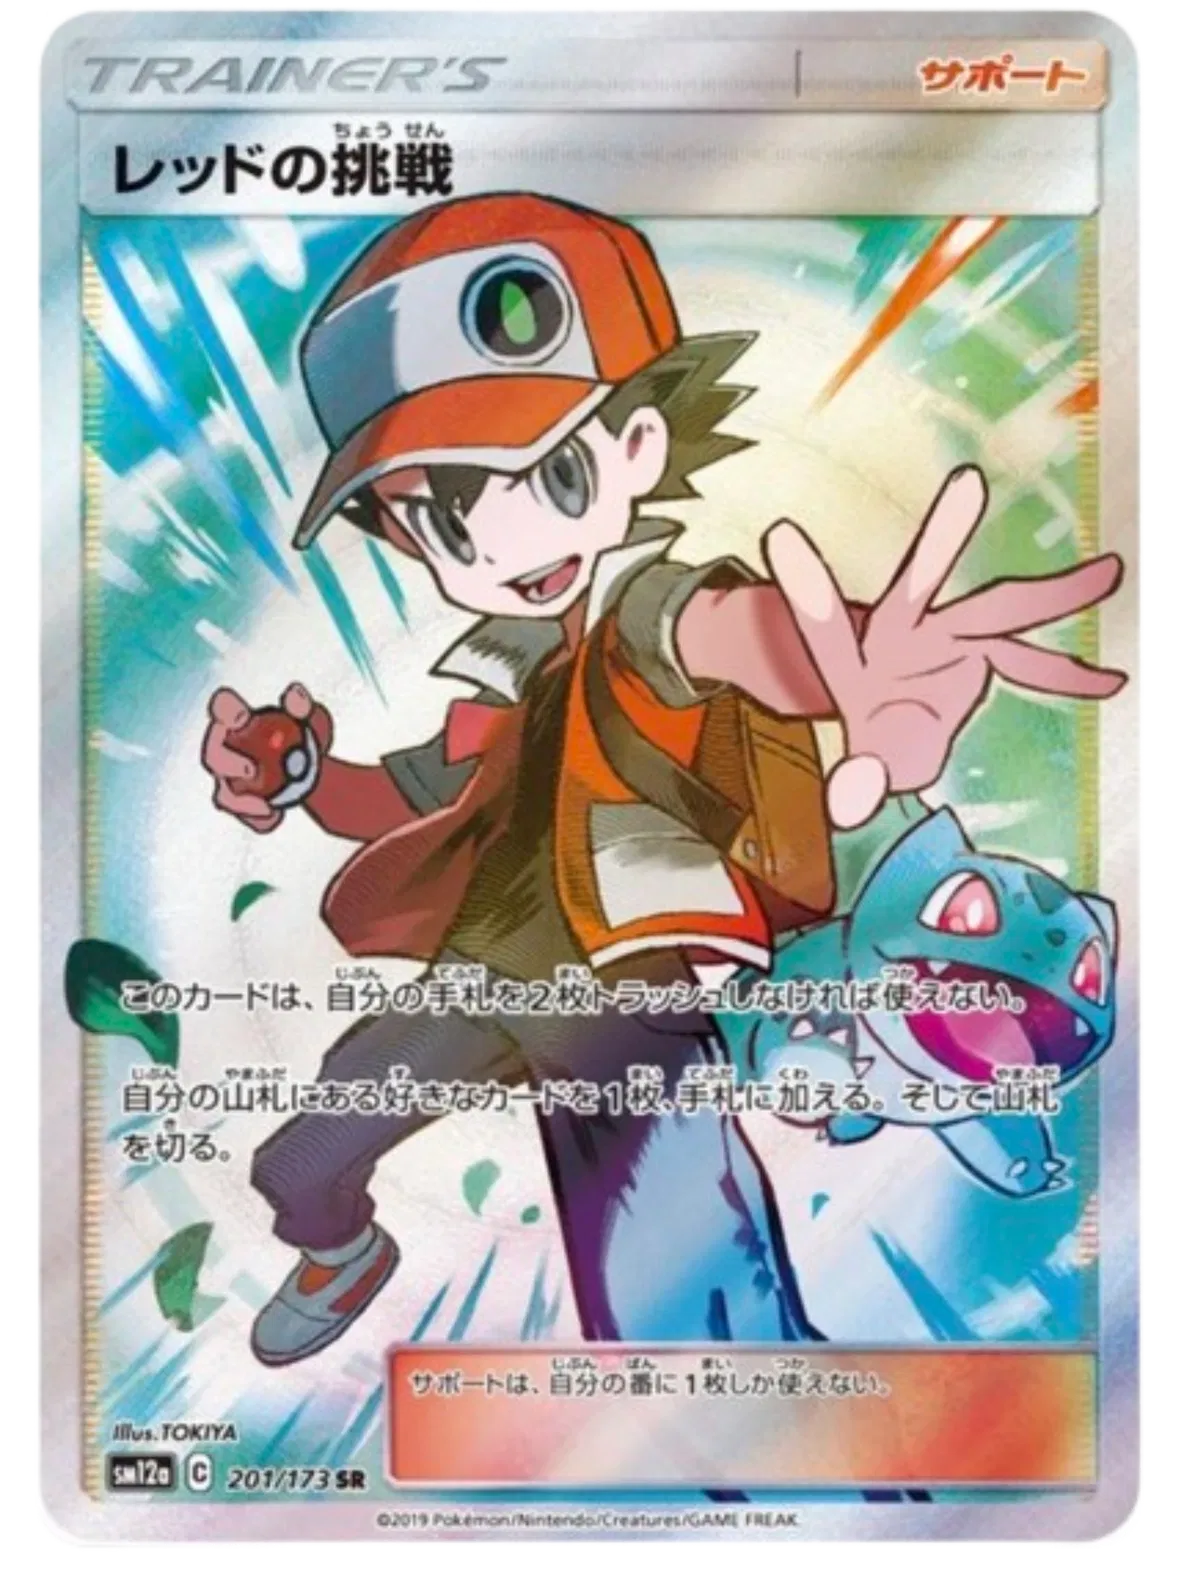 TRAINER'S サポート
ちょう せん
レッドの挑戦
じぶん てふだ まい つか
このカードは、自分の手札を2枚トラッシュしなければ使えない。
じぶん やまふだ す まい てふだ くわ やまふだ
自分の山札にある好きなカードを1枚、手札に加える。そして山札
き
を切る。
じぶん ばん まい つか
サポートは、自分の番に1枚しか使えない。
Illus. TOKIYA
SM12a C 201/173 SR
©2019 Pokémon/Nintendo/Creatures/GAME FREAK.